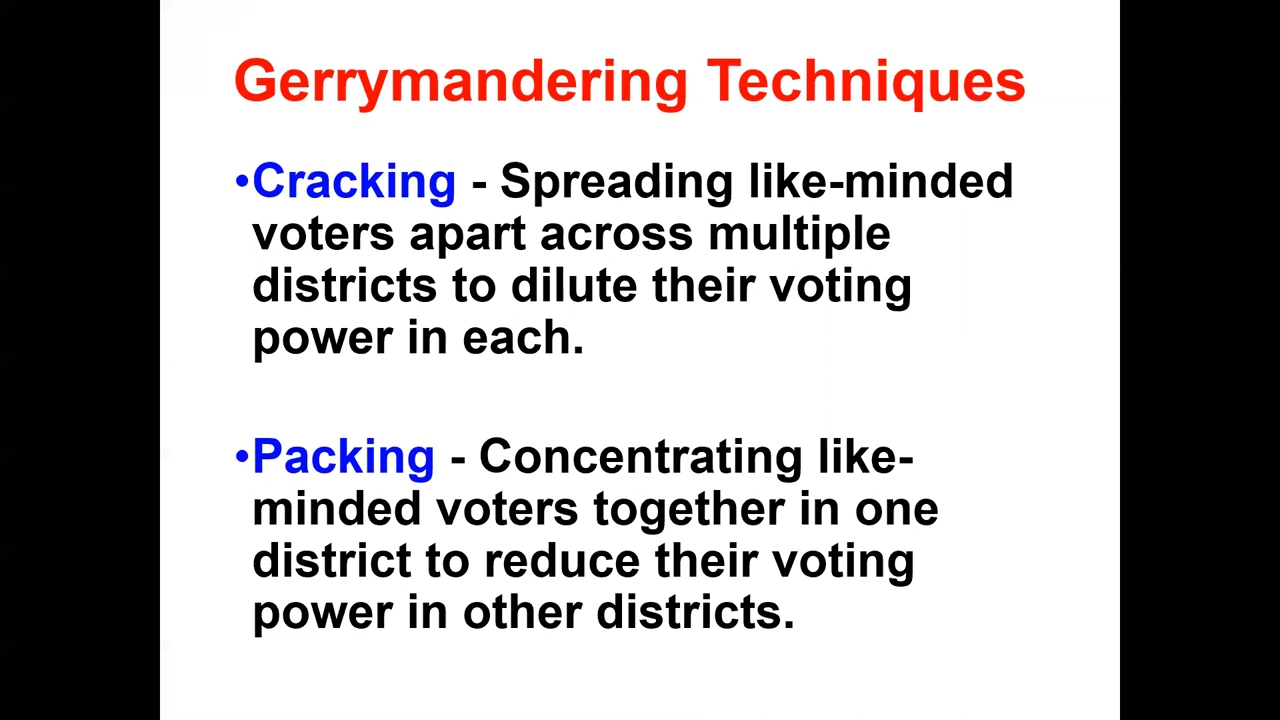 Gerrymandering Techniques
•Cracking - Spreading like-minded
voters apart across multiple
districts to dilute their voting
power in each.
•Packing - Concentrating like-
minded voters together in one
district to reduce their voting
power in other districts.